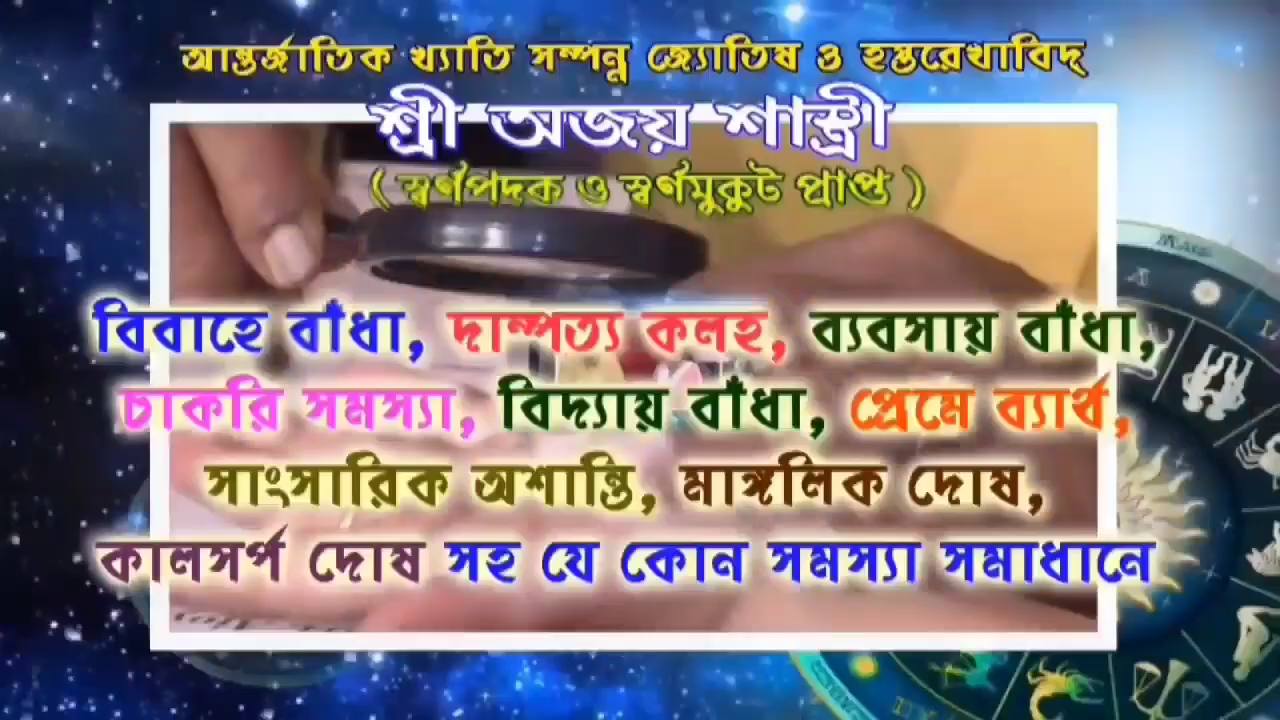 আন্তর্জাতিক খ্যাতি সম্পন্ন জ্যোতিষ ও হস্তরেখাবিদ্
শ্রী অজয় শাস্ত্রী
( স্বর্ণপদক ও স্বর্ণমুকুট প্রাপ্ত )
বিবাহে বাঁধা, দাম্পত্য কলহ, ব্যবসায় বাঁধা,
চাকরি সমস্যা, বিদ্যায় বাঁধা, প্রেমে ব্যার্থ,
সাংসারিক অশান্তি, মাঙ্গলিক দোষ,
কালসর্প দোষ সহ যে কোন সমস্যা সমাধানে